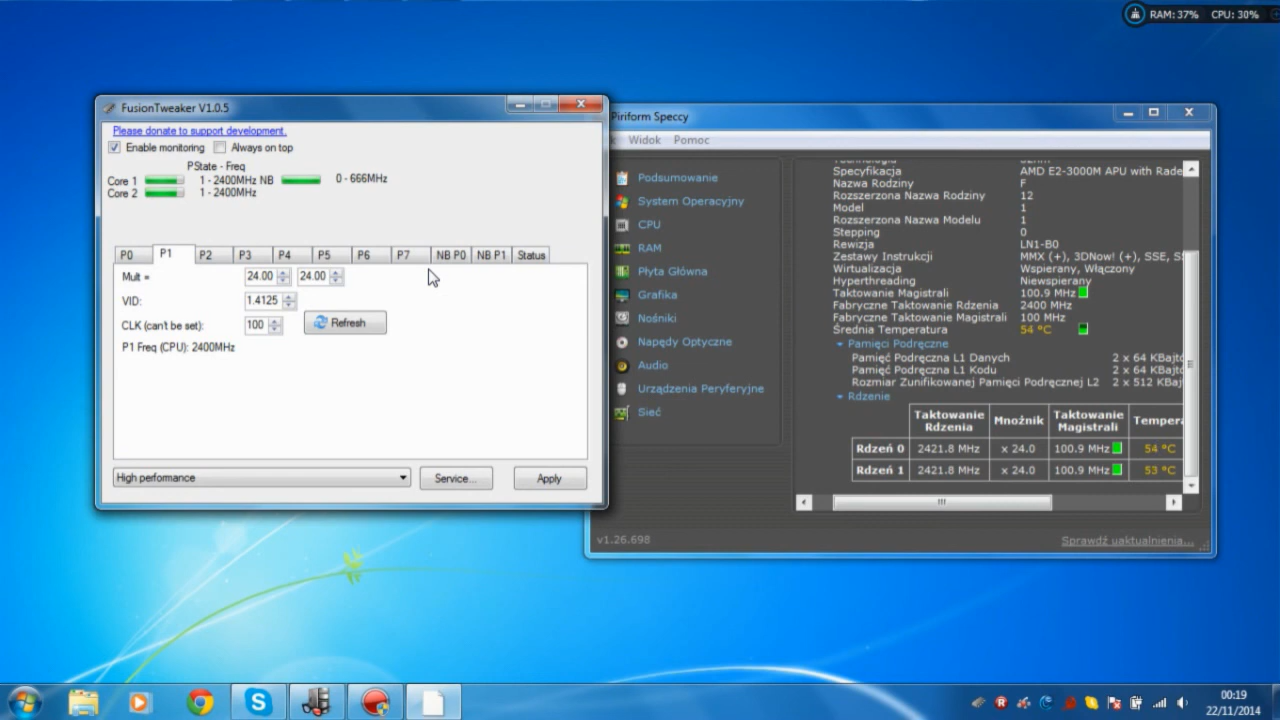 RAM: 37% CPU: 30%
FusionTweaker V1.0.5
Please donate to support development.
Enable monitoring Always on top
PState - Freq
Core 1 1 - 2400MHz NB 0 - 666MHz
Core 2 1 - 2400MHz
P0 P1 P2 P3 P4 P5 P6 P7 NB P0 NB P1 Status
Mult = 24.00 24.00
VID: 1.4125
CLK (can't be set): 100 Refresh
P1 Freq (CPU): 2400MHz
High performance Service... Apply
Piriform Speccy
k Widok Pomoc
Podsumowanie
System Operacyjny
CPU
RAM
Płyta Główna
Grafika
Nośniki
Napędy Optyczne
Audio
Urządzenia Peryferyjne
Sieć
Specyfikacja AMD E2-3000M APU with Rade
Nazwa Rodziny F
Rozszerzona Nazwa Rodziny 12
Model 1
Rozszerzona Nazwa Modelu 1
Stepping 0
Rewizja LN1-B0
Zestawy Instrukcji MMX (+), 3DNow! (+), SSE, S
Wirtualizacja Wspierany, Włączony
Hyperthreading Niewspierany
Taktowanie Magistrali 100.9 MHz
Fabryczne Taktowanie Rdzenia 2400 MHz
Fabryczne Taktowanie Magistrali 100 MHz
Średnia Temperatura 54 °C
Pamięci Podręczne
Pamięć Podręczna L1 Danych 2 x 64 KBajtó
Pamięć Podręczna L1 Kodu 2 x 64 KBajtó
Rozmiar Zunifikowanej Pamięci Podręcznej L2 2 x 512 KBaj
Rdzenie
Taktowanie Rdzenia Mnożnik Taktowanie Magistrali Tempera
Rdzeń 0 2421.8 MHz x 24.0 100.9 MHz 54 °C
Rdzeń 1 2421.8 MHz x 24.0 100.9 MHz 53 °C
v1.26.698 Sprawdź uaktualnienia...
00:19
22/11/2014